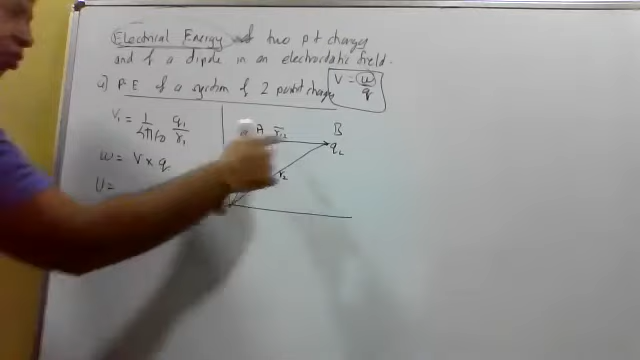 Electrical Energy of two pt charges
and of a dipole in an electrostatic field.
a) P E of a system of 2 point charges
V = W/q
V₁ = 1/4πε₀ q₁/r₁
A r₁₂ B
q₂
W = V × q
r₂
U =